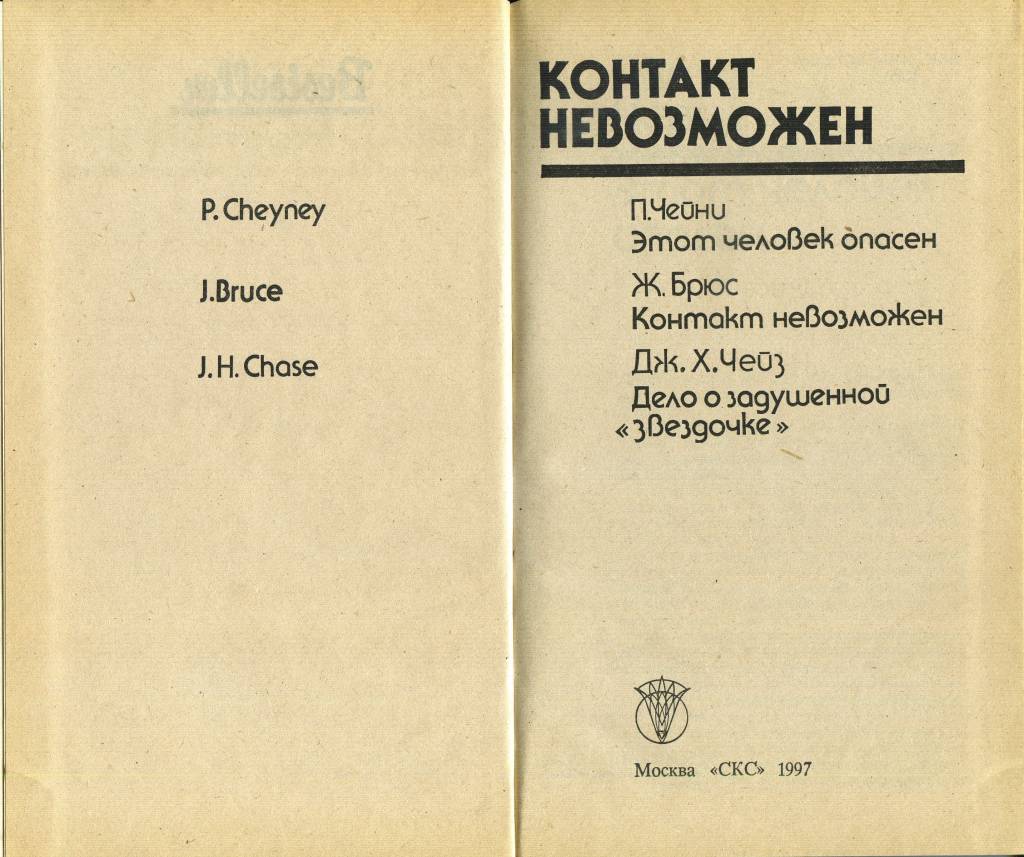 P. Cheyney
J. Bruce
J. H. Chase
КОНТАКТ
НЕВОЗМОЖЕН
П. Чейни
Этот человек опасен
Ж. Брюс
Контакт невозможен
Дж. Х. Чейз
Дело о задушенной
«звездочке»
Москва «СКС» 1997